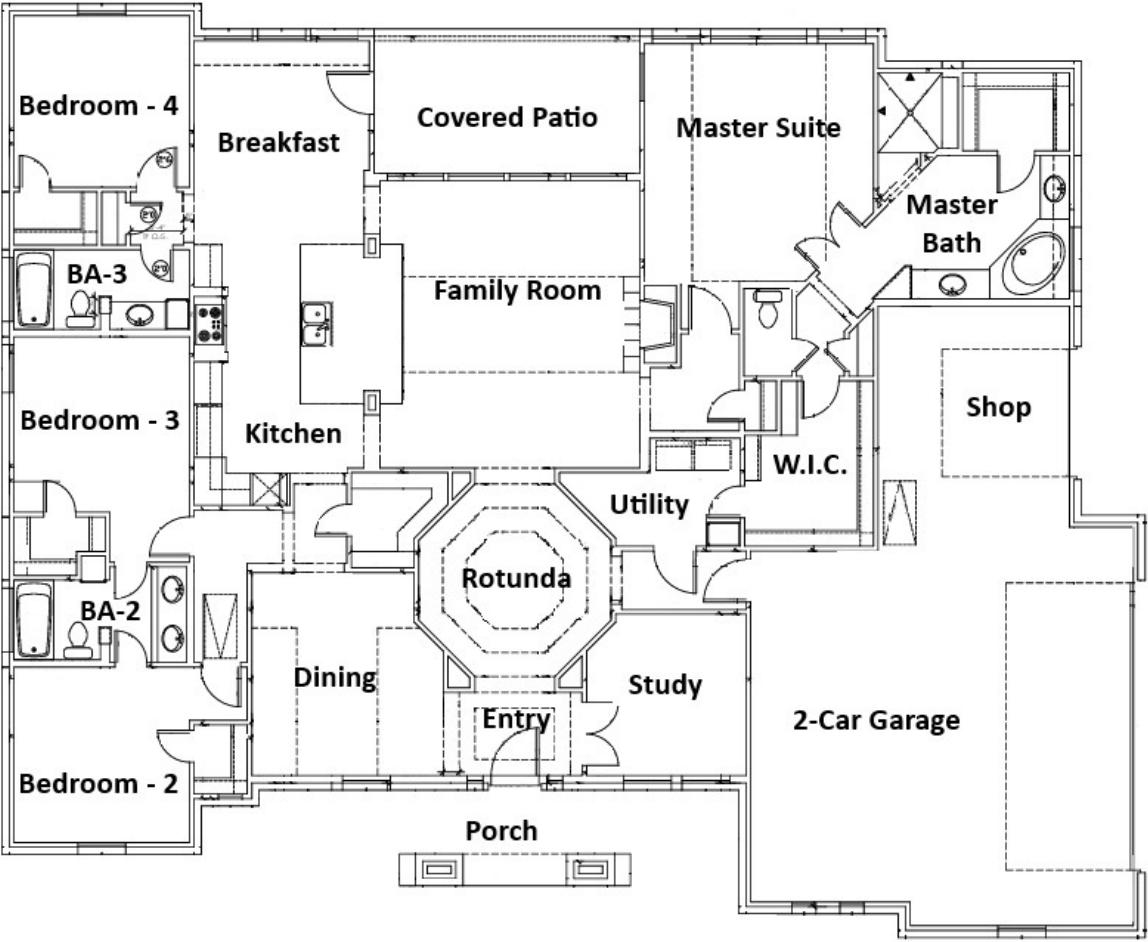 Bedroom - 4
Breakfast
Covered Patio
Master Suite
Master
Bath
BA-3
Family Room
Bedroom - 3
Kitchen
Shop
W.I.C.
Utility
Rotunda
BA-2
Dining
Study
Entry
2-Car Garage
Bedroom - 2
Porch